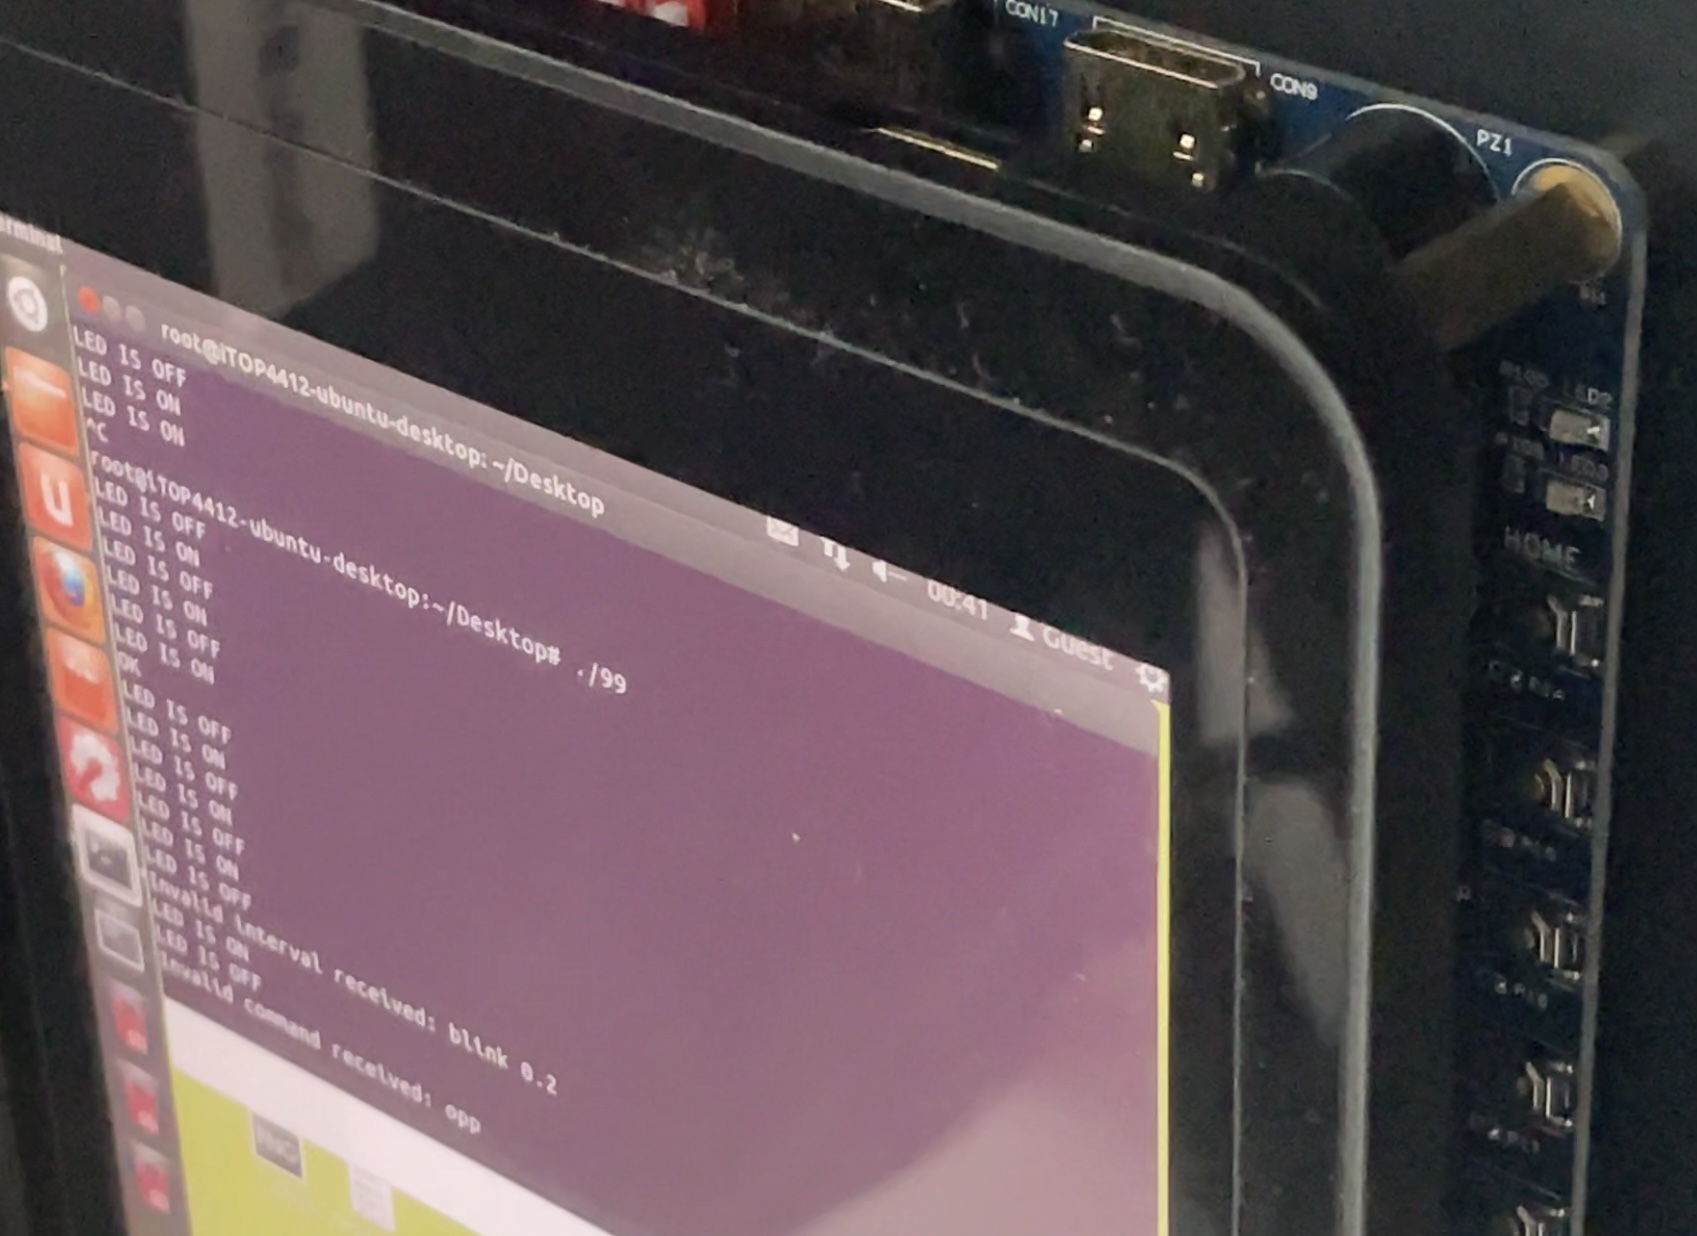 CON17
CON9
PZ1
root@iTOP4412-ubuntu-desktop: ~/Desktop
00:41 Guest
LED IS OFF
LED IS ON
LED IS ON
^C
root@iTOP4412-ubuntu-desktop:~/Desktop# ./99
LED IS OFF
LED IS ON
LED IS OFF
LED IS ON
LED IS OFF
LED IS ON
OK
LED IS OFF
LED IS ON
LED IS OFF
LED IS ON
LED IS OFF
LED IS ON
LED IS OFF
Invalid interval received: blink 0.2
LED IS ON
LED IS OFF
Invalid command received: opp
HOME